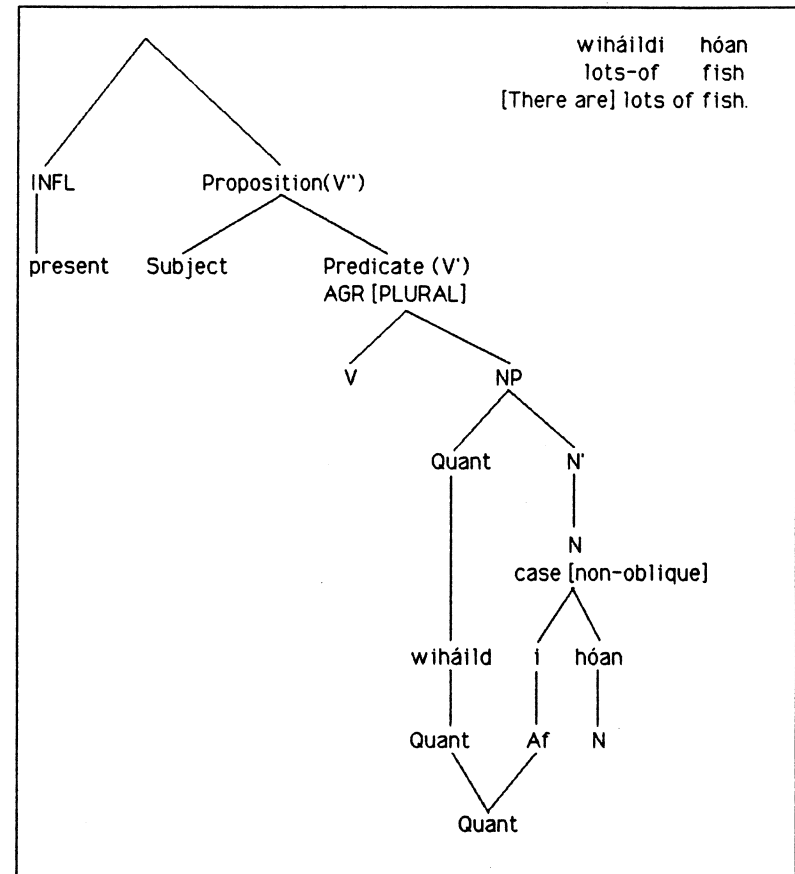 wiháildi hóan
lots-of fish
[There are] lots of fish.
INFL Proposition(V'')
present Subject Predicate (V')
AGR [PLURAL]
V NP
Quant N'
N
case [non-oblique]
wiháild i hóan
Quant Af N
Quant